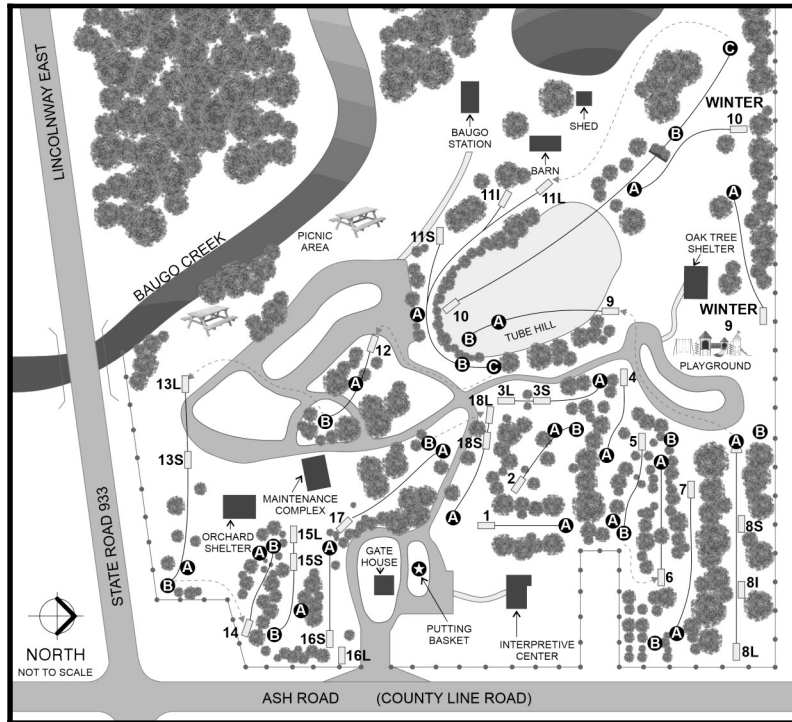 LINCOLNWAY EAST
BAUGO CREEK
PICNIC
AREA
BAUGO
STATION
SHED
BARN
C
B
WINTER
10
A
A
11I
11L
11S
OAK TREE
SHELTER
A
10
9
A
B
TUBE HILL
WINTER
9
C
B
PLAYGROUND
12
13L
A
B
3L
3S
A
4
18L
18S
B
A
A
B
2
5
B
A
B
A
13S
A
MAINTENANCE
COMPLEX
7
ORCHARD
SHELTER
17
15L
15S
A
1
A
A
B
8S
A
B
A
GATE
HOUSE
B
A
6
8I
A
14
B
16S
16L
PUTTING
BASKET
INTERPRETIVE
CENTER
B
A
8L
STATE ROAD 933
NORTH
NOT TO SCALE
ASH ROAD (COUNTY LINE ROAD)